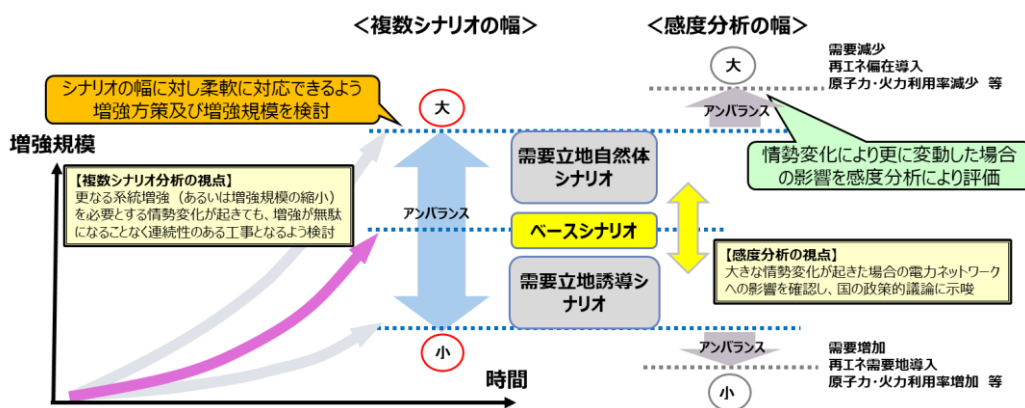 ＜複数シナリオの幅＞
＜感度分析の幅＞
シナリオの幅に対し柔軟に対応できるよう
増強方策及び増強規模を検討
大
大
需要減少
再エネ偏在導入
原子力・火力利用率減少 等
アンバランス
増強規模
需要立地自然体
シナリオ
情勢変化により更に変動した場合
の影響を感度分析により評価
【複数シナリオ分析の視点】
更なる系統増強（あるいは増強規模の縮小）
を必要とする情勢変化が起きても、増強が無駄
になることなく連続性のある工事となるよう検討
アンバランス
ベースシナリオ
【感度分析の視点】
大きな情勢変化が起きた場合の電力ネットワーク
への影響を確認し、国の政策的議論に示唆
需要立地誘導シ
ナリオ
小
アンバランス
需要増加
再エネ需要地導入
原子力・火力利用率増加 等
時間
小